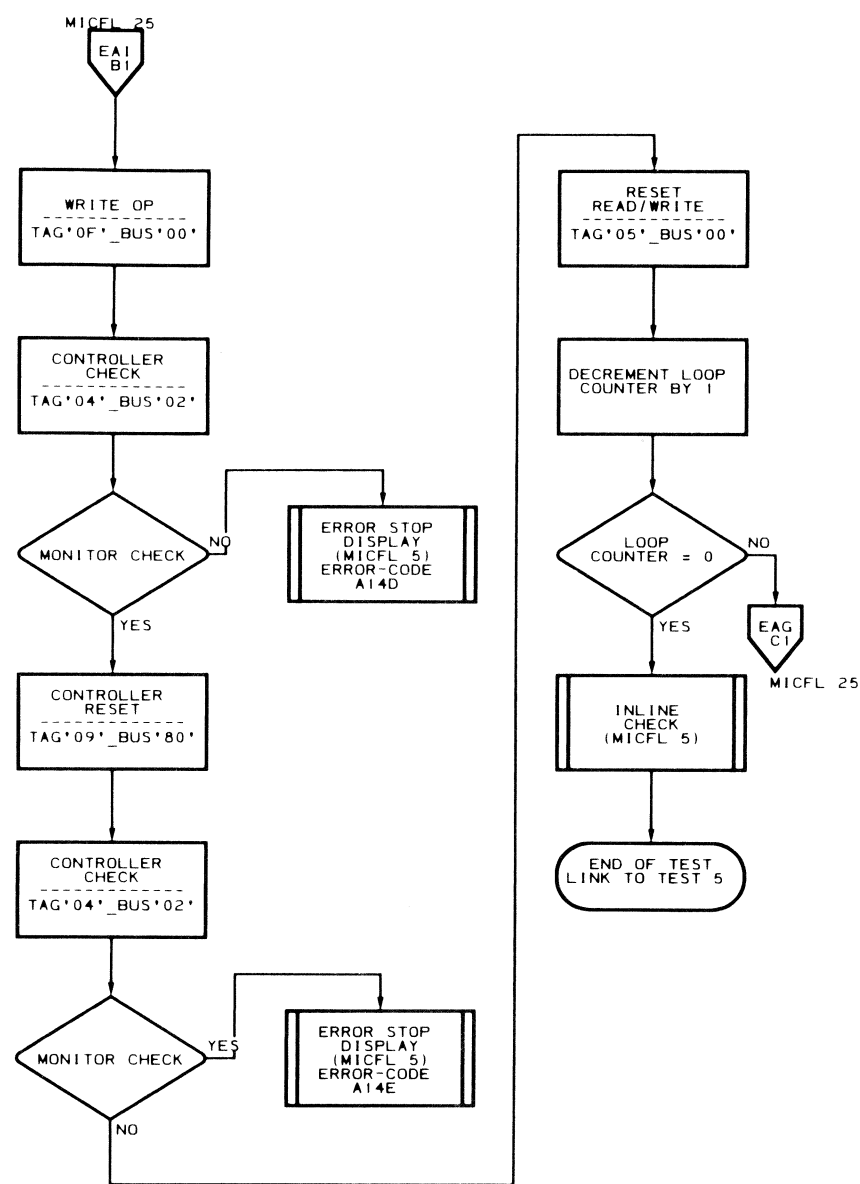 MICFL 25
EA1
B1
WRITE OP
TAG'0F'_BUS'00'
CONTROLLER
CHECK
TAG'04'_BUS'02'
MONITOR CHECK
NO
ERROR STOP
DISPLAY
(MICFL 5)
ERROR-CODE
A14D
YES
CONTROLLER
RESET
TAG'09'_BUS'80'
CONTROLLER
CHECK
TAG'04'_BUS'02'
MONITOR CHECK
YES
ERROR STOP
DISPLAY
(MICFL 5)
ERROR-CODE
A14E
NO
RESET
READ/WRITE
TAG'05'_BUS'00'
DECREMENT LOOP
COUNTER BY 1
LOOP
COUNTER = 0
NO
EAG
C1
MICFL 25
YES
INLINE
CHECK
(MICFL 5)
END OF TEST
LINK TO TEST 5